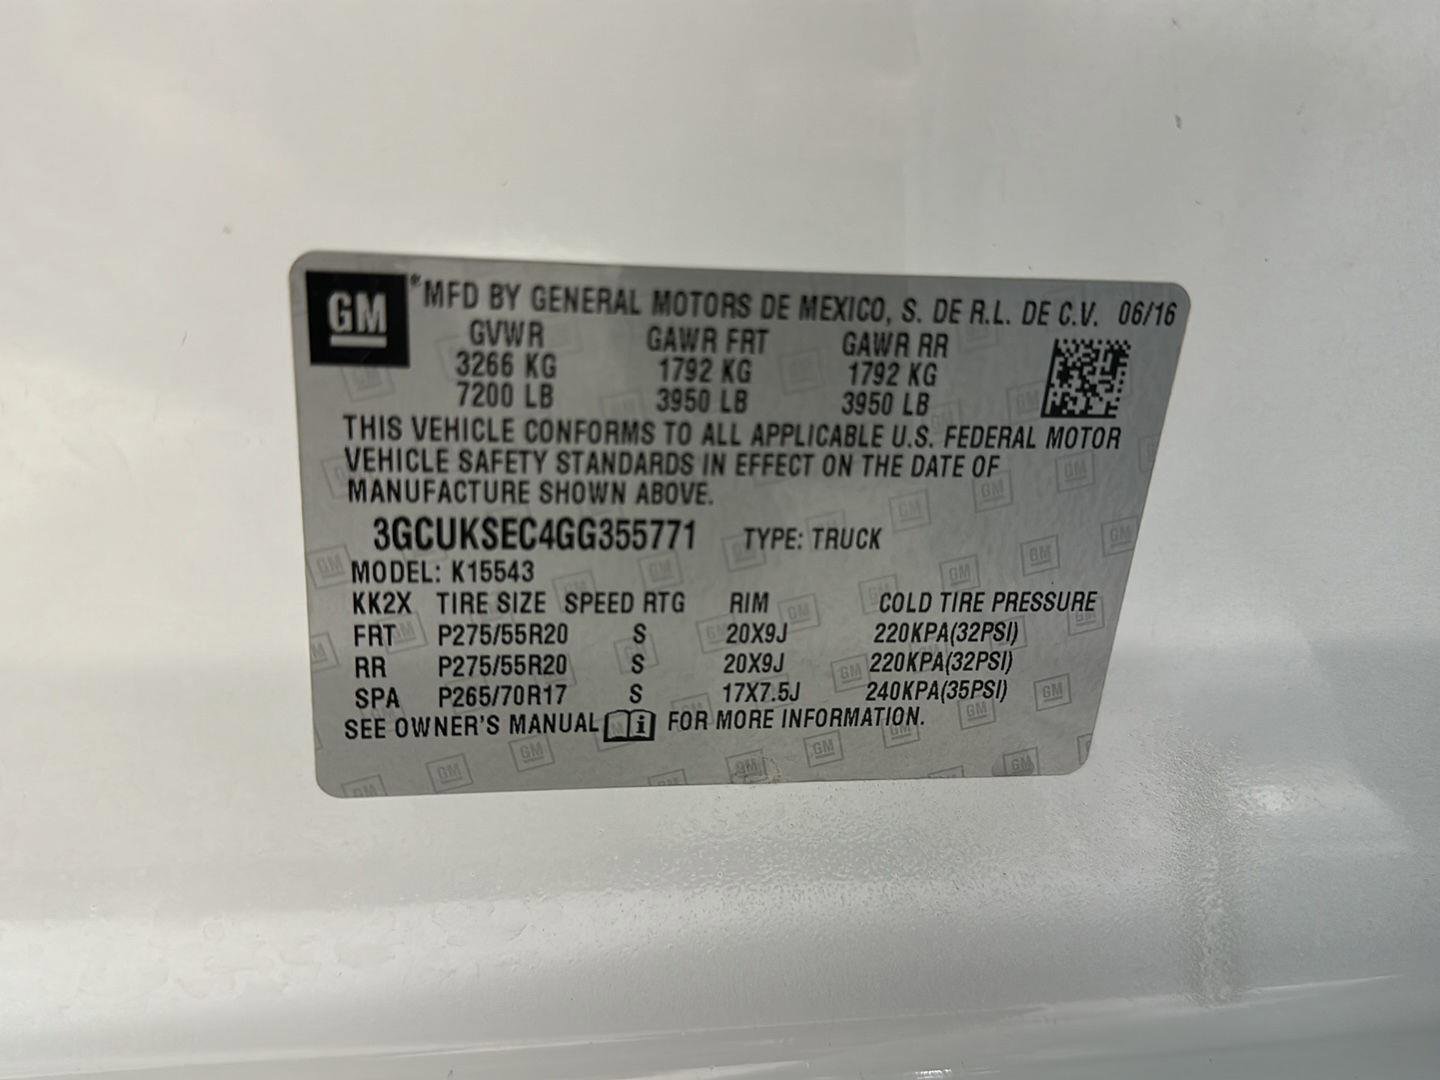 GM ® MFD BY GENERAL MOTORS DE MEXICO, S. DE R.L. DE C.V. 06/16
GVWR GAWR FRT GAWR RR
3266 KG 1792 KG 1792 KG
7200 LB 3950 LB 3950 LB
THIS VEHICLE CONFORMS TO ALL APPLICABLE U.S. FEDERAL MOTOR
VEHICLE SAFETY STANDARDS IN EFFECT ON THE DATE OF
MANUFACTURE SHOWN ABOVE.
3GCUKSEC4GG355771 TYPE: TRUCK
MODEL: K15543
KK2X TIRE SIZE SPEED RTG RIM COLD TIRE PRESSURE
FRT P275/55R20 S 20X9J 220KPA(32PSI)
RR P275/55R20 S 20X9J 220KPA(32PSI)
SPA P265/70R17 S 17X7.5J 240KPA(35PSI)
SEE OWNER'S MANUAL i FOR MORE INFORMATION.